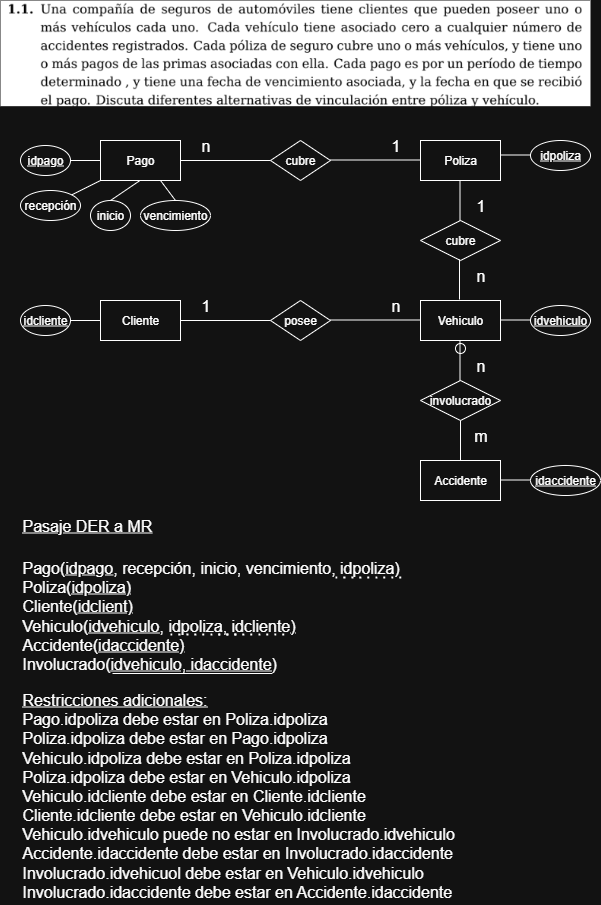 1.1. Una compañía de seguros de automóviles tiene clientes que pueden poseer uno o
más vehículos cada uno. Cada vehículo tiene asociado cero a cualquier número de
accidentes registrados. Cada póliza de seguro cubre uno o más vehículos, y tiene uno
o más pagos de las primas asociadas con ella. Cada pago es por un período de tiempo
determinado , y tiene una fecha de vencimiento asociada, y la fecha en que se recibió
el pago. Discuta diferentes alternativas de vinculación entre póliza y vehículo.
idpago
Pago
n
cubre
1
Poliza
idpoliza
recepción
inicio
vencimiento
1
cubre
n
idcliente
Cliente
1
posee
n
Vehiculo
idvehiculo
n
involucrado
m
Accidente
idaccidente
Pasaje DER a MR
Pago(idpago, recepción, inicio, vencimiento, idpoliza)
Poliza(idpoliza)
Cliente(idclient)
Vehiculo(idvehiculo, idpoliza, idcliente)
Accidente(idaccidente)
Involucrado(idvehiculo, idaccidente)
Restricciones adicionales:
Pago.idpoliza debe estar en Poliza.idpoliza
Poliza.idpoliza debe estar en Pago.idpoliza
Vehiculo.idpoliza debe estar en Poliza.idpoliza
Poliza.idpoliza debe estar en Vehiculo.idpoliza
Vehiculo.idcliente debe estar en Cliente.idcliente
Cliente.idcliente debe estar en Vehiculo.idcliente
Vehiculo.idvehiculo puede no estar en Involucrado.idvehiculo
Accidente.idaccidente debe estar en Involucrado.idaccidente
Involucrado.idvehicuol debe estar en Vehiculo.idvehiculo
Involucrado.idaccidente debe estar en Accidente.idaccidente